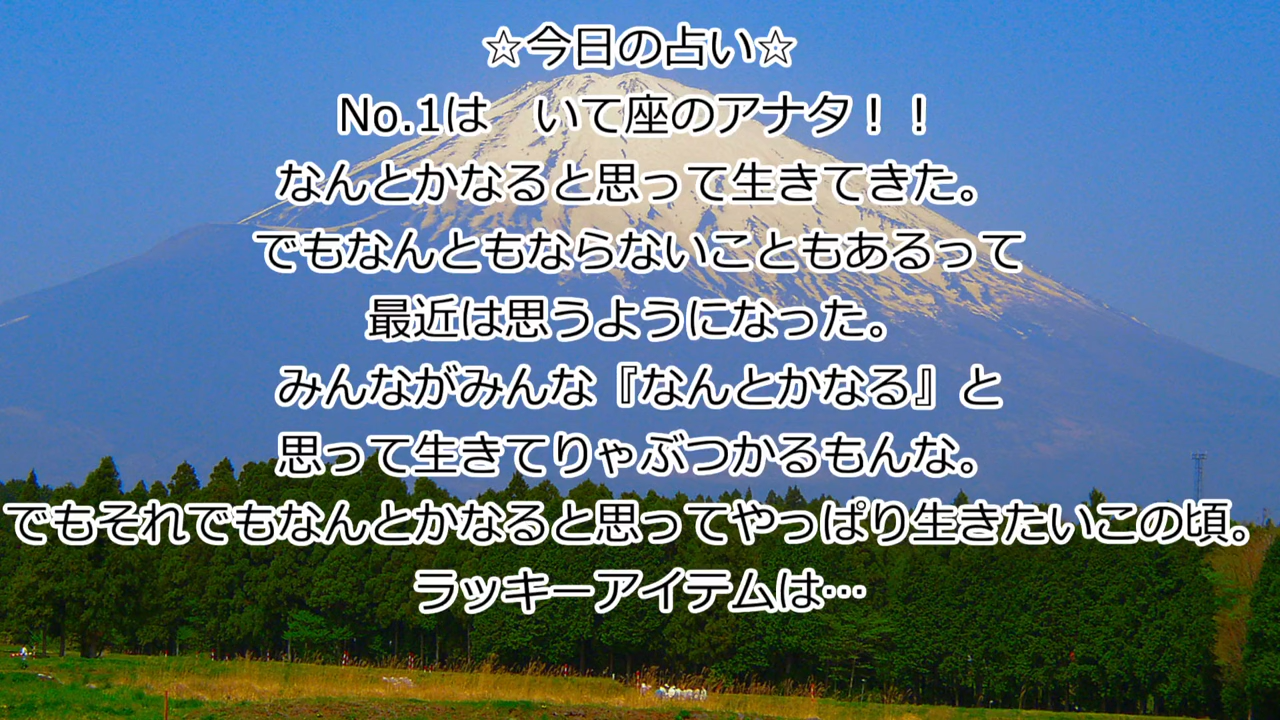 ☆今日の占い☆
No.1は　いて座のアナタ！！
なんとかなると思って生きてきた。
でもなんともならないこともあるって
最近は思うようになった。
みんながみんな『なんとかなる』と
思って生きてりゃぶつかるもんな。
でもそれでもなんとかなると思ってやっぱり生きたいこの頃。
ラッキーアイテムは…